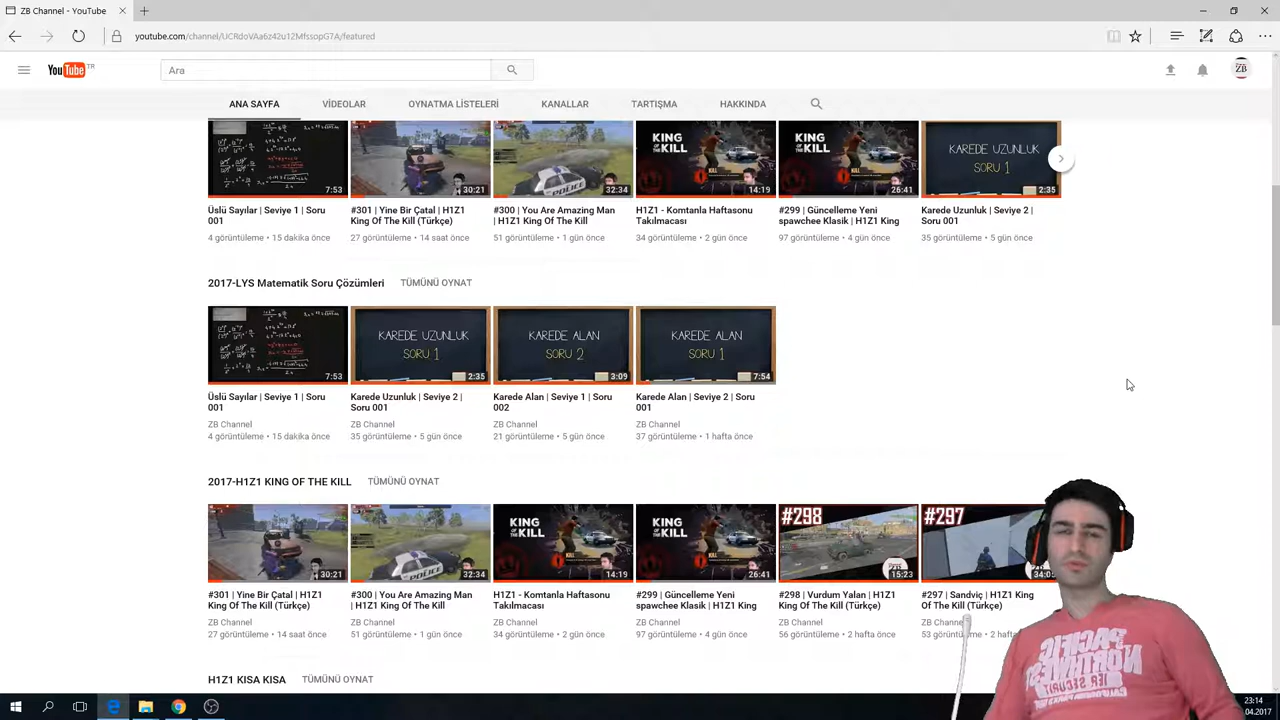 ZB Channel - YouTube
youtube.com/channel/UCRdoVAa6z42u12MfssopG7A/featured
YouTube TR
Ara
ZB
ANA SAYFA VİDEOLAR OYNATMA LİSTELERİ KANALLAR TARTIŞMA HAKKINDA
KING OF THE KILL KING OF THE KILL KAREDE UZUNLUK
SORU 1
7:53 30:21 32:34 14:19 26:41 2:35
Üslü Sayılar | Seviye 1 | Soru #301 | Yine Bir Çatal | H1Z1 #300 | You Are Amazing Man H1Z1 - Komtanla Haftasonu #299 | Güncelleme Yeni Karede Uzunluk | Seviye 2 |
001 King Of The Kill (Türkçe) | H1Z1 King Of The Kill Takılmacası spawchee Klasik | H1Z1 King Soru 001
4 görüntüleme • 15 dakika önce 27 görüntüleme • 14 saat önce 51 görüntüleme • 1 gün önce 34 görüntüleme • 2 gün önce 97 görüntüleme • 4 gün önce 35 görüntüleme • 5 gün önce
2017-LYS Matematik Soru Çözümleri TÜMÜNÜ OYNAT
KAREDE UZUNLUK KAREDE ALAN KAREDE ALAN
SORU 1 SORU 2 SORU 1
7:53 2:35 3:09 7:54
Üslü Sayılar | Seviye 1 | Soru Karede Uzunluk | Seviye 2 | Karede Alan | Seviye 1 | Soru Karede Alan | Seviye 2 | Soru
001 Soru 001 002 001
ZB Channel ZB Channel ZB Channel ZB Channel
4 görüntüleme • 15 dakika önce 35 görüntüleme • 5 gün önce 21 görüntüleme • 5 gün önce 37 görüntüleme • 1 hafta önce
2017-H1Z1 KING OF THE KILL TÜMÜNÜ OYNAT
KING OF THE KILL KING OF THE KILL #298 #297
30:21 32:34 14:19 26:41 15:23 34:05
#301 | Yine Bir Çatal | H1Z1 #300 | You Are Amazing Man H1Z1 - Komtanla Haftasonu #299 | Güncelleme Yeni #298 | Vurdum Yalan | H1Z1 #297 | Sandviç | H1Z1 King
King Of The Kill (Türkçe) | H1Z1 King Of The Kill Takılmacası spawchee Klasik | H1Z1 King King Of The Kill (Türkçe) Of The Kill (Türkçe)
ZB Channel ZB Channel ZB Channel ZB Channel ZB Channel ZB Channel
27 görüntüleme • 14 saat önce 51 görüntüleme • 1 gün önce 34 görüntüleme • 2 gün önce 97 görüntüleme • 4 gün önce 56 görüntüleme • 2 hafta önce 53 görüntüleme • 2
H1Z1 KISA KISA TÜMÜNÜ OYNAT
PACIFIC
NORTHWEST
23:14
04.2017